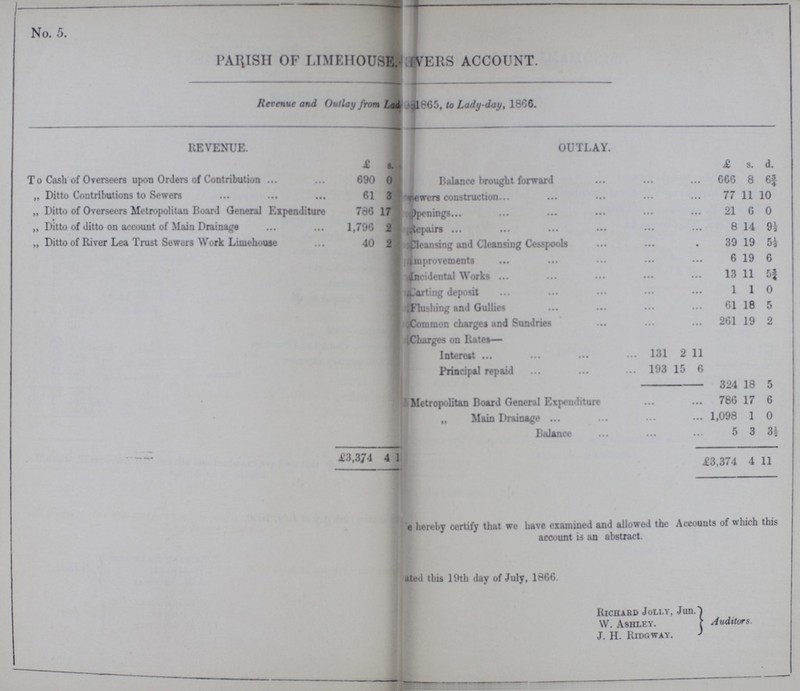 No. 5.
PARISH OF LIMEHOUSE. VERS ACCOUNT.
Revenue and Outlay from 1865, to Lady-day, 1866.
REVENUE.
£ s.
To Cash of Overseers upon Orders of Contribution ... ... 690 0
„ Ditto Contributions to Sewers ... ... ... 61 3
„ Ditto of Overseers Metropolitan Board General Expenditure 786 17
„ Ditto of ditto on account of Main Drainage ... ... 1,796 2
„ Ditto of River Lea Trust Sewers Work Limehouse ... 40 2
£3,374 4 1
OUTLAY.
£ s. d.
Balance brought forward ... ... ... 666 8 6¾
ewers construction... ... ... ... ... 77 11 10
Openings... ... ... ... ... ... 21 6 0
Repairs ... ... ... ... ... ... 8 14 9½
Cleansing and Cleansing Cesspools ... ... . 39 19 5½
mprovements ... ... ... ... ... 6 19 6
Incidental Works ... ... ... ... ... 13 11 5¾
Carting deposit ... ... ... ... ... 1 1 0
Flushing and Gullies ... ... ... ... 61 18 5
Common charges and Sundries ... ... ... 261 19 2
Charges on Rates—
Interest ... ... ... ... 131 2 11
Principal repaid ... ... ... 193 15 6
324 18 5
Metropolitan Board General Expenditure ... ... 786 17 6
„ Main Drainage ... ... ... ... 1,098 1 0
Balance ... ... ... 5 3 3½
£3,374 4 11
e hereby certify that we have examined and allowed the Accounts of which this
account is an abstract.
ated this 19th day of July, 1866.
RICHARD JOLLY, Jun.
W. ASHLEY.
J. H. RIDGWAY.
} Auditors.